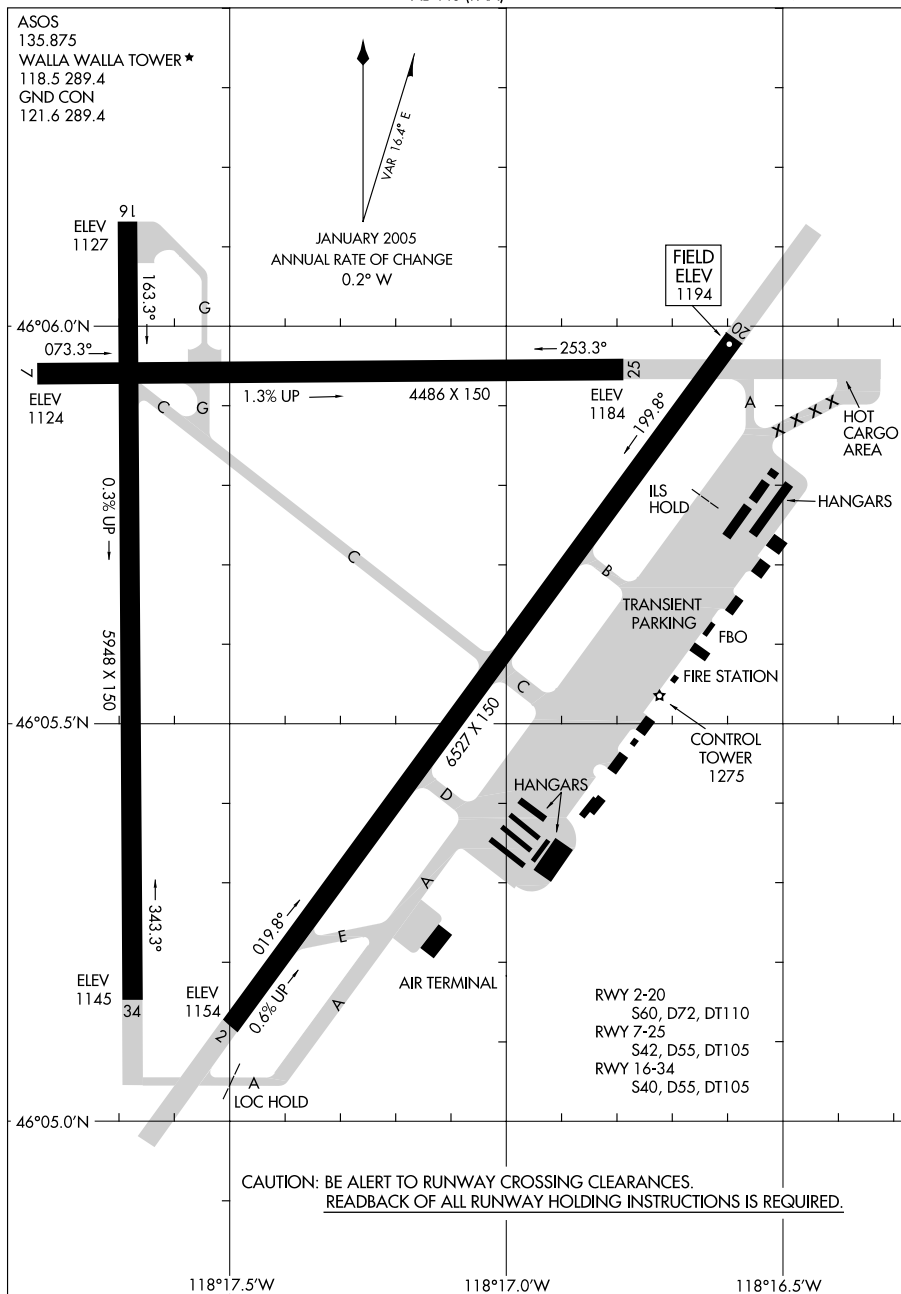 ASOS
135.875
WALLA WALLA TOWER
118.5 289.4
GND CON
121.6 289.4
VAR 16.4° E
JANUARY 2005
ANNUAL RATE OF CHANGE
0.2° W
16
ELEV
1127
163.3°
G
FIELD
ELEV
1194
20
46°06.0'N
073.3°
253.3°
7
25
ELEV
1124
1.3% UP
4486 X 150
ELEV
1184
C
G
199.8°
A
X X X X
HOT
CARGO
AREA
ILS
HOLD
HANGARS
0.3% UP
C
B
TRANSIENT
PARKING
FBO
5948 X 150
C
FIRE STATION
46°05.5'N
6527 X 150
CONTROL
TOWER
1275
D
HANGARS
A
343.3°
019.8°
E
AIR TERMINAL
ELEV
1145
34
ELEV
1154
0.6% UP
A
2
A
LOC HOLD
RWY 2-20
S60, D72, DT110
RWY 7-25
S42, D55, DT105
RWY 16-34
S40, D55, DT105
46°05.0'N
CAUTION: BE ALERT TO RUNWAY CROSSING CLEARANCES.
READBACK OF ALL RUNWAY HOLDING INSTRUCTIONS IS REQUIRED.
118°17.5'W
118°17.0'W
118°16.5'W